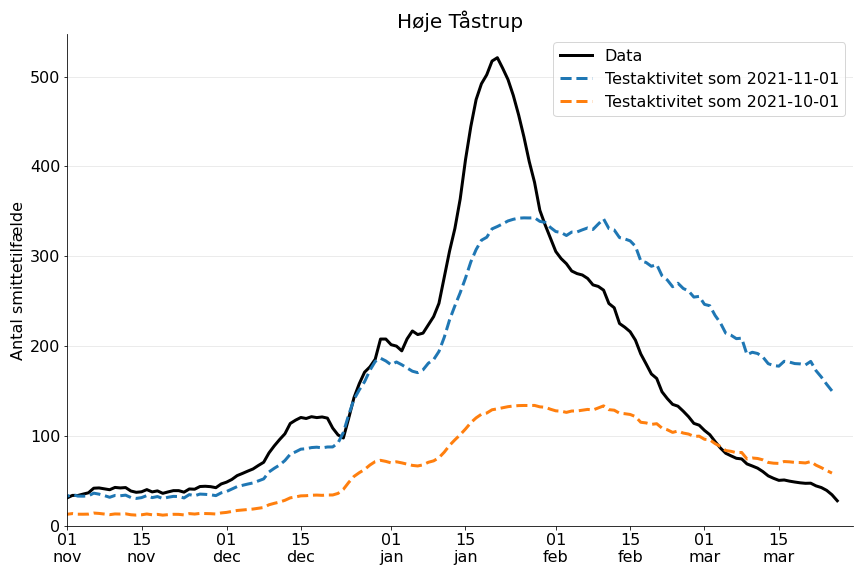 Høje Tåstrup
Data
Testaktivitet som 2021-11-01
Testaktivitet som 2021-10-01
Antal smittetilfælde
500
400
300
200
100
0
01 15 01 15 01 15 01 15 01 15
nov nov dec dec jan jan feb feb mar mar